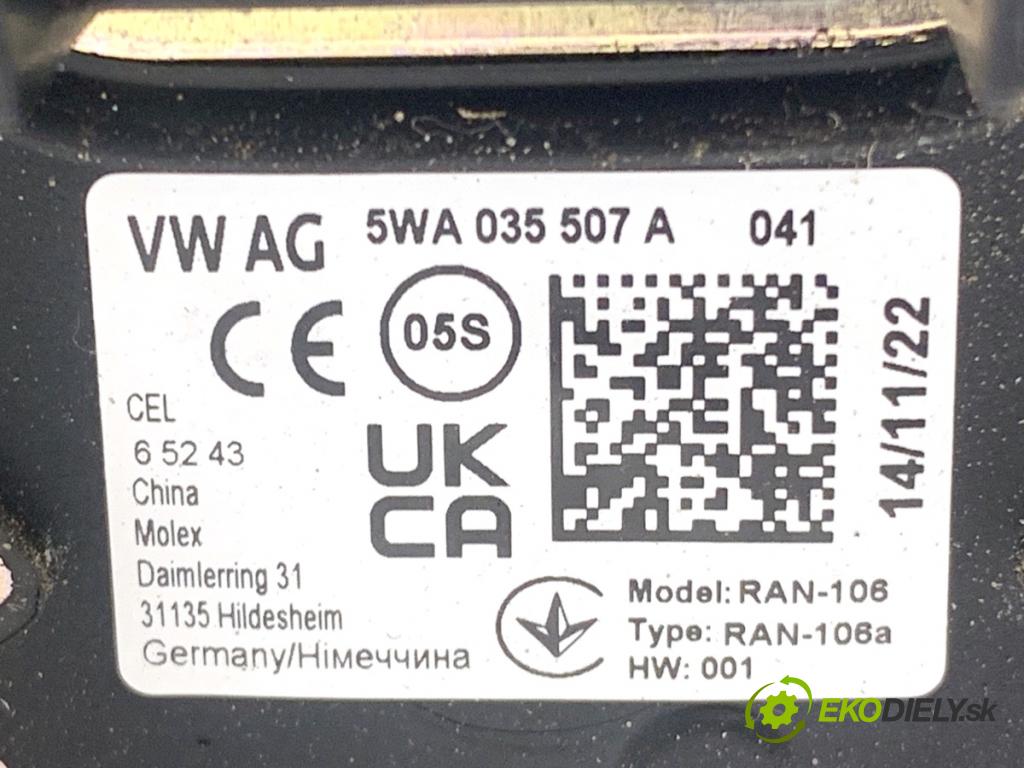 VW AG
5WA 035 507 A 041
CE
05S
14/11/22
CEL
6 52 43
China
Molex
Daimlerring 31
31135 Hildesheim
Germany/Німеччина
UK
CA
Model: RAN-106
Type: RAN-106a
HW: 001
EKODIELY.sk